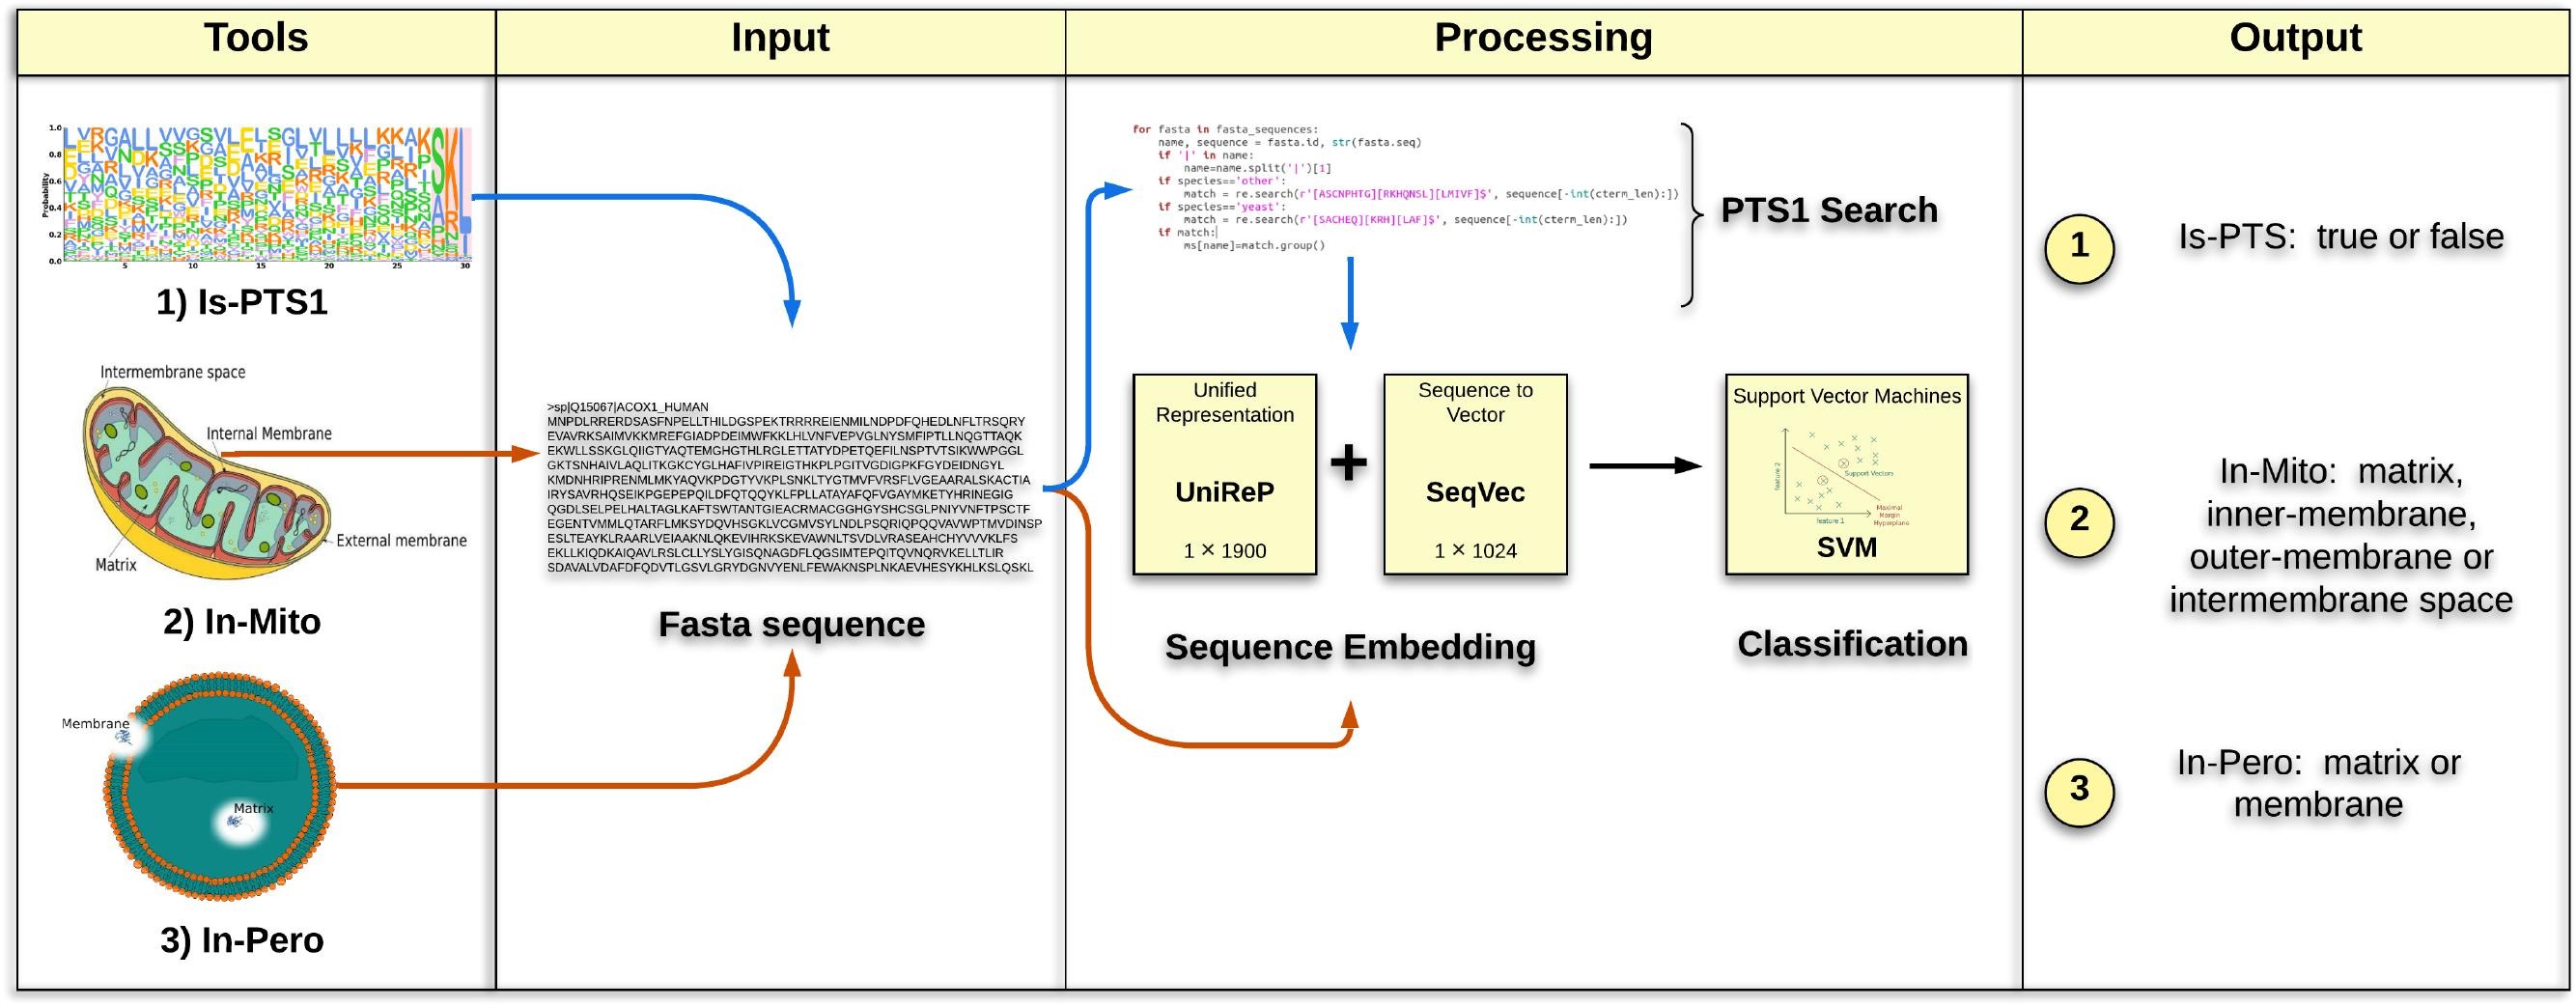 Tools
Input
Processing
Output
1.0
0.8
0.6
0.4
0.2
0.0
Probability
5 10 15 20 25 30
1) Is-PTS1
Intermembrane space
Internal Membrane
External membrane
Matrix
2) In-Mito
Membrane
Matrix
3) In-Pero
>sp|Q15067|ACOX1_HUMAN
MNPDLRRERDSASFNPELLTHILDGSPEKTRRRREIENMILNDPDFQHEDLNFLTRSQRY
EVAVRKSAIMVKKMREFGIADPDEIMWFKKLHLVNFVEPVGLNYSMFIPTLLNQGTTAQK
EKWLLSSKGLQIIGTYAQTEMGHGTHLRGLETTATYDPETQEFILNSPTVTSIKWWPGGL
GKTSNHAIVLAQLITKGKCYGLHAFIVPIREIGTHKPLPGITVGDIGPKFGYDEIDNGYL
KMDNHRIPRENMLMKYAQVKPDGTYVKPLSNKLTYGTMVFVRSFLVGEAARALSKACTIA
IRYSAVRHQSEIKPGEPEPQILDFQTQQYKLFPLLATAYAFQFVGAYMKETYHRINEGIG
QGDLSELPELHALTAGLKAFTSWTANTGIEACRMACGGHGYSHCSGLPNIYVNFTPSCTF
EGENTVMMLQTARFLMKSYDQVHSGKLVCGMVSYLNDLPSQRIQPQQVAVWPTMVDINSP
ESLTEAYKLRAARLVEIAAKNLQKEVIHRKSKEVAWNLTSVDLVRASEAHCHYVVVKLFS
EKLLKIQDKAIQAVLRSLCLLYSLYGISQNAGDFLQGSIMTEPQITQVNQRVKELLTLIR
SDAVALVDAFDFQDVTLGSVLGRYDGNVYENLFEWAKNSPLNKAEVHESYKHLKSLQSKL
Fasta sequence
for fasta in fasta_sequences:
name, sequence = fasta.id, str(fasta.seq)
if '|' in name:
name=name.split('|')[1]
if species=='other':
match = re.search(r'[ASCNPHTG][RKHQNSL][LMIVF]$', sequence[-int(cterm_len):])
if species=='yeast':
match = re.search(r'[SACHEQ][KRH][LAF]$', sequence[-int(cterm_len):])
if match:
ms[name]=match.group()
PTS1 Search
Unified
Representation
UniReP
1 × 1900
+
Sequence to
Vector
SeqVec
1 × 1024
Sequence Embedding
Support Vector Machines
feature 2
Support Vectors
Maximal
Margin
Hyperplane
feature 1
SVM
Classification
1
Is-PTS: true or false
2
In-Mito: matrix,
inner-membrane,
outer-membrane or
intermembrane space
3
In-Pero: matrix or
membrane